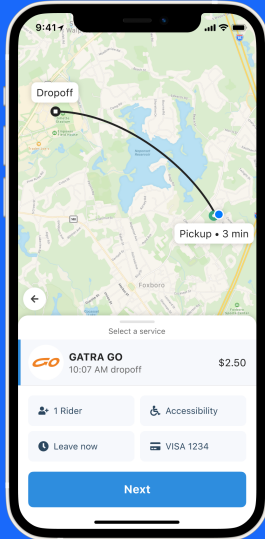 9:41
Dropoff
Pickup • 3 min
Foxboro
Select a service
GO
GATRA GO
10:07 AM dropoff
$2.50
1 Rider
Accessibility
Leave now
VISA 1234
Next